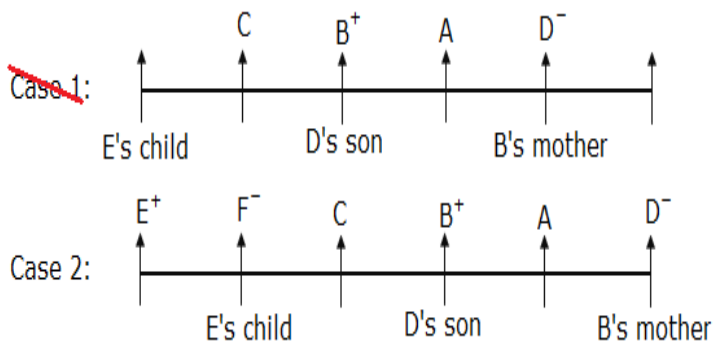 C B⁺ A D⁻
Case 1:
E's child D's son B's mother
E⁺ F⁻ C B⁺ A D⁻
Case 2:
E's child D's son B's mother